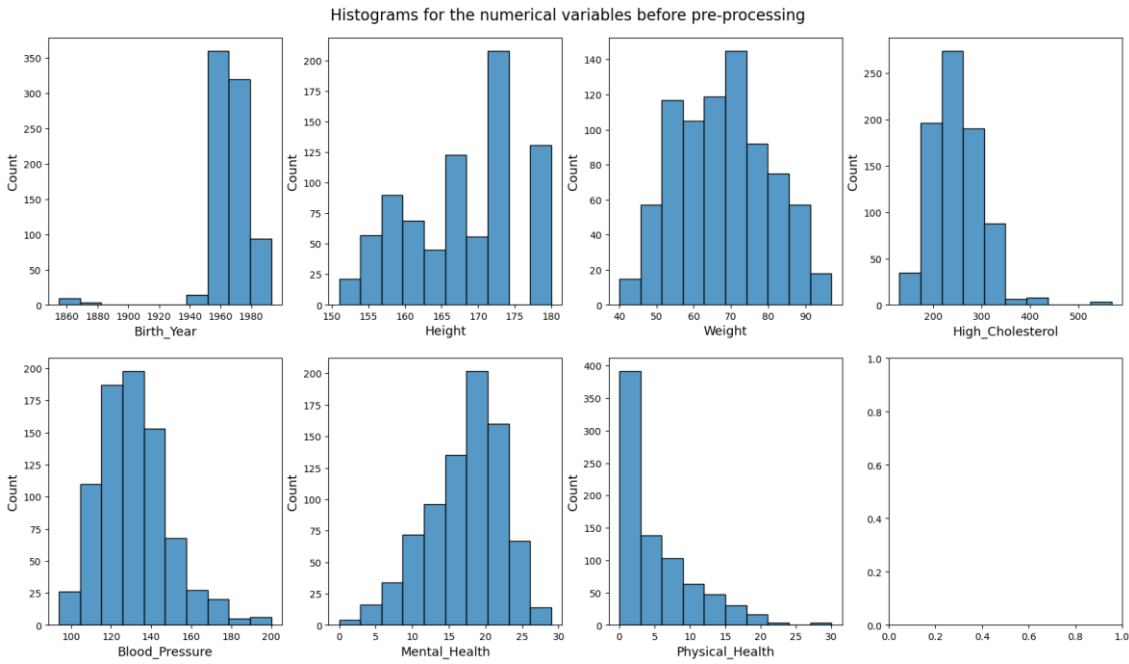 Histograms for the numerical variables before pre-processing
350
300
250
200
150
100
50
0
Count
1860 1880 1900 1920 1940 1960 1980
Birth_Year
200
175
150
125
100
75
50
25
0
Count
150 155 160 165 170 175 180
Height
140
120
100
80
60
40
20
0
Count
40 50 60 70 80 90
Weight
250
200
150
100
50
0
Count
200 300 400 500
High_Cholesterol
200
175
150
125
100
75
50
25
0
Count
100 120 140 160 180 200
Blood_Pressure
200
175
150
125
100
75
50
25
0
Count
0 5 10 15 20 25 30
Mental_Health
400
350
300
250
200
150
100
50
0
Count
0 5 10 15 20 25 30
Physical_Health
1.0
0.8
0.6
0.4
0.2
0.0
0.0 0.2 0.4 0.6 0.8 1.0